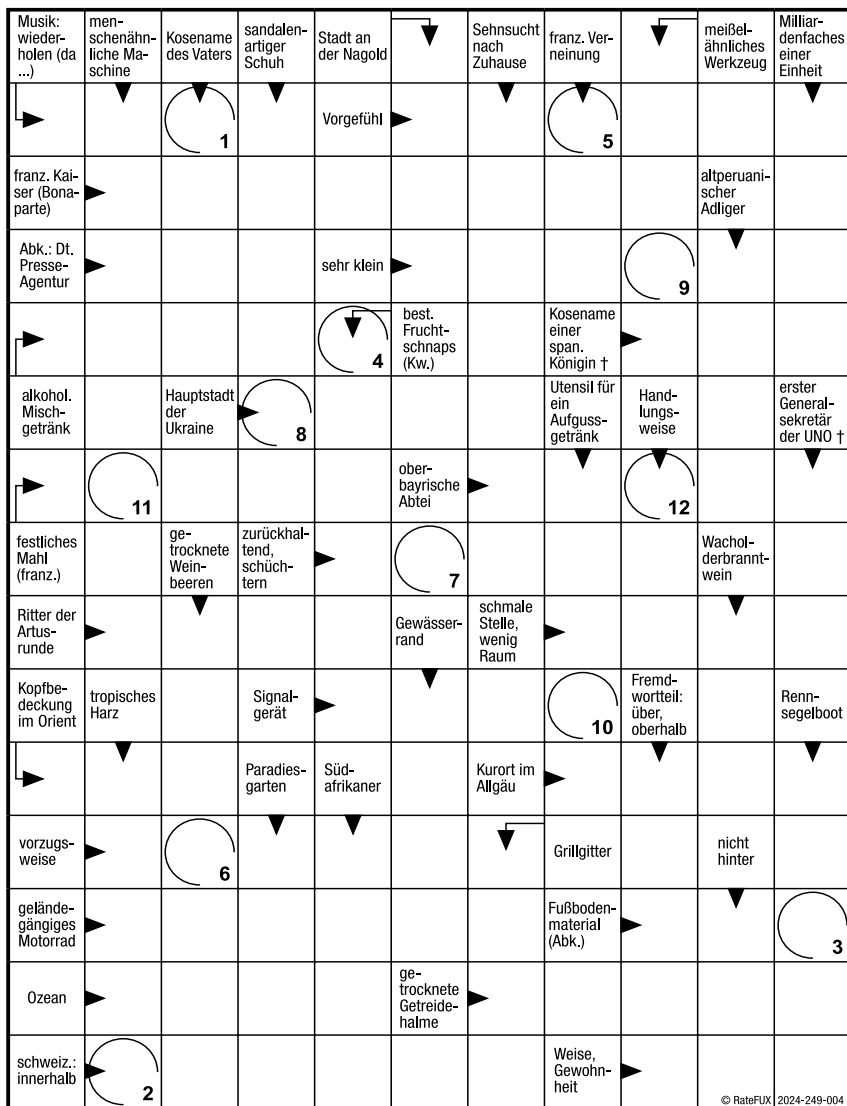 Musik:
wieder-
holen (da
...)
men-
schenähn-
liche Ma-
schine
Kosename
des Vaters
sandalen-
artiger
Schuh
Stadt an
der Nagold
Sehnsucht
nach
Zuhause
franz. Ver-
neinung
meißel-
ähnliches
Werkzeug
Milliar-
denfaches
einer
Einheit
1
Vorgefühl
5
franz. Kai-
ser (Bona-
parte)
altperuani-
scher
Adliger
Abk.: Dt.
Presse-
Agentur
sehr klein
9
4
best.
Frucht-
schnaps
(Kw.)
Kosename
einer
span.
Königin †
alkohol.
Misch-
getränk
Hauptstadt
der
Ukraine
8
Utensil für
ein
Aufguss-
getränk
Hand-
lungs-
weise
erster
General-
sekretär
der UNO †
11
ober-
bayrische
Abtei
12
festliches
Mahl
(franz.)
ge-
trocknete
Wein-
beeren
zurückhal-
tend,
schüch-
tern
7
Wachol-
derbrannt-
wein
Ritter der
Artus-
runde
Gewässer-
rand
schmale
Stelle,
wenig
Raum
Kopfbe-
deckung
im Orient
tropisches
Harz
Signal-
gerät
10
Fremd-
wortteil:
über,
oberhalb
Renn-
segelboot
Paradies-
garten
Süd-
afrikaner
Kurort im
Allgäu
vorzugs-
weise
6
Grillgitter
nicht
hinter
gelände-
gängiges
Motorrad
Fußboden-
material
(Abk.)
3
Ozean
ge-
trocknete
Getreide-
halme
schweiz.:
innerhalb
2
Weise,
Gewohn-
heit
© RateFUX 2024-249-004